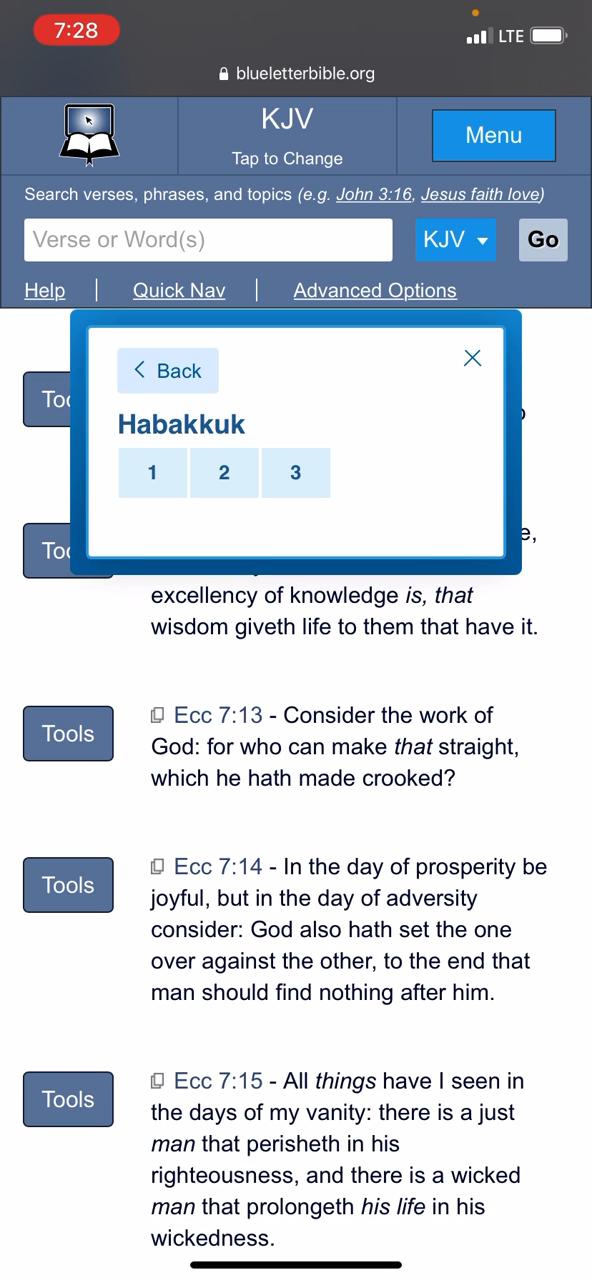 7:28
LTE
blueletterbible.org
KJV
Tap to Change
Menu
Search verses, phrases, and topics (e.g. John 3:16, Jesus faith love)
Verse or Word(s)
KJV
Go
Help | Quick Nav | Advanced Options
Back
Habakkuk
1 2 3
e,
excellency of knowledge is, that
wisdom giveth life to them that have it.
Tools
Ecc 7:13 - Consider the work of
God: for who can make that straight,
which he hath made crooked?
Tools
Ecc 7:14 - In the day of prosperity be
joyful, but in the day of adversity
consider: God also hath set the one
over against the other, to the end that
man should find nothing after him.
Tools
Ecc 7:15 - All things have I seen in
the days of my vanity: there is a just
man that perisheth in his
righteousness, and there is a wicked
man that prolongeth his life in his
wickedness.